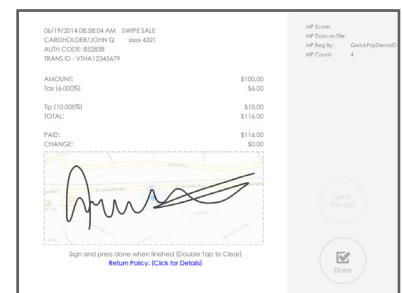 06/19/2014 08:58:04 AM SWIPE SALE
CARDHOLDER/JOHN Q xxxx 4321
AUTH CODE: 852838
TRANS ID - VTHA12345679
AMOUNT: $100.00
Tax (6.000%) $6.00
Tip (10.000%) $10.00
TOTAL: $116.00
PAID: $116.00
CHANGE: $0.00
Sign and press done when finished (Double Tap to Clear)
Return Policy: (Click for Details)
MP Score:
MP Days on File:
MP Reg By: QwickPayDemoID
MP Count: 4
Send
Receipt
Done